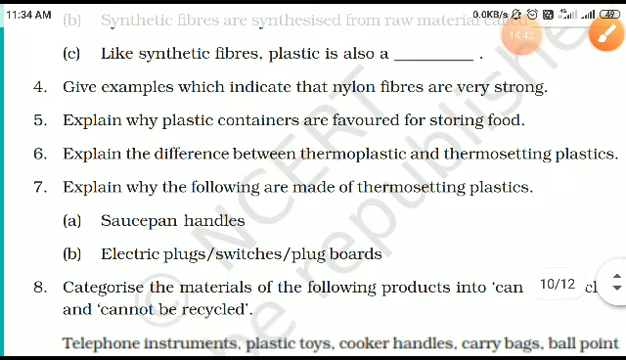 11:34 AM
0.0KB/s
49
14:42
(b) Synthetic fibres are synthesised from raw material
(c) Like synthetic fibres, plastic is also a __________ .
4. Give examples which indicate that nylon fibres are very strong.
5. Explain why plastic containers are favoured for storing food.
6. Explain the difference between thermoplastic and thermosetting plastics.
7. Explain why the following are made of thermosetting plastics.
(a) Saucepan handles
(b) Electric plugs/switches/plug boards
8. Categorise the materials of the following products into ‘can
10/12
and ‘cannot be recycled’.
Telephone instruments, plastic toys, cooker handles, carry bags, ball point
© NCERT
be republished